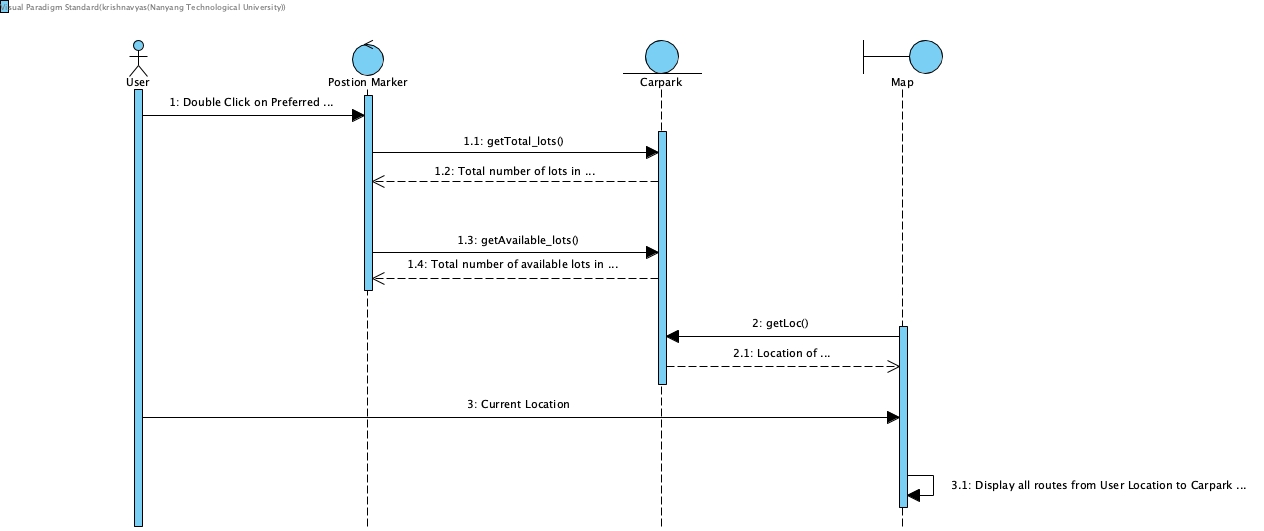 Visual Paradigm Standard(krishnavyas(Nanyang Technological University))
User
Postion Marker
Carpark
Map
1: Double Click on Preferred ...
1.1: getTotal_lots()
1.2: Total number of lots in ...
1.3: getAvailable_lots()
1.4: Total number of available lots in ...
2: getLoc()
2.1: Location of ...
3: Current Location
3.1: Display all routes from User Location to Carpark ...